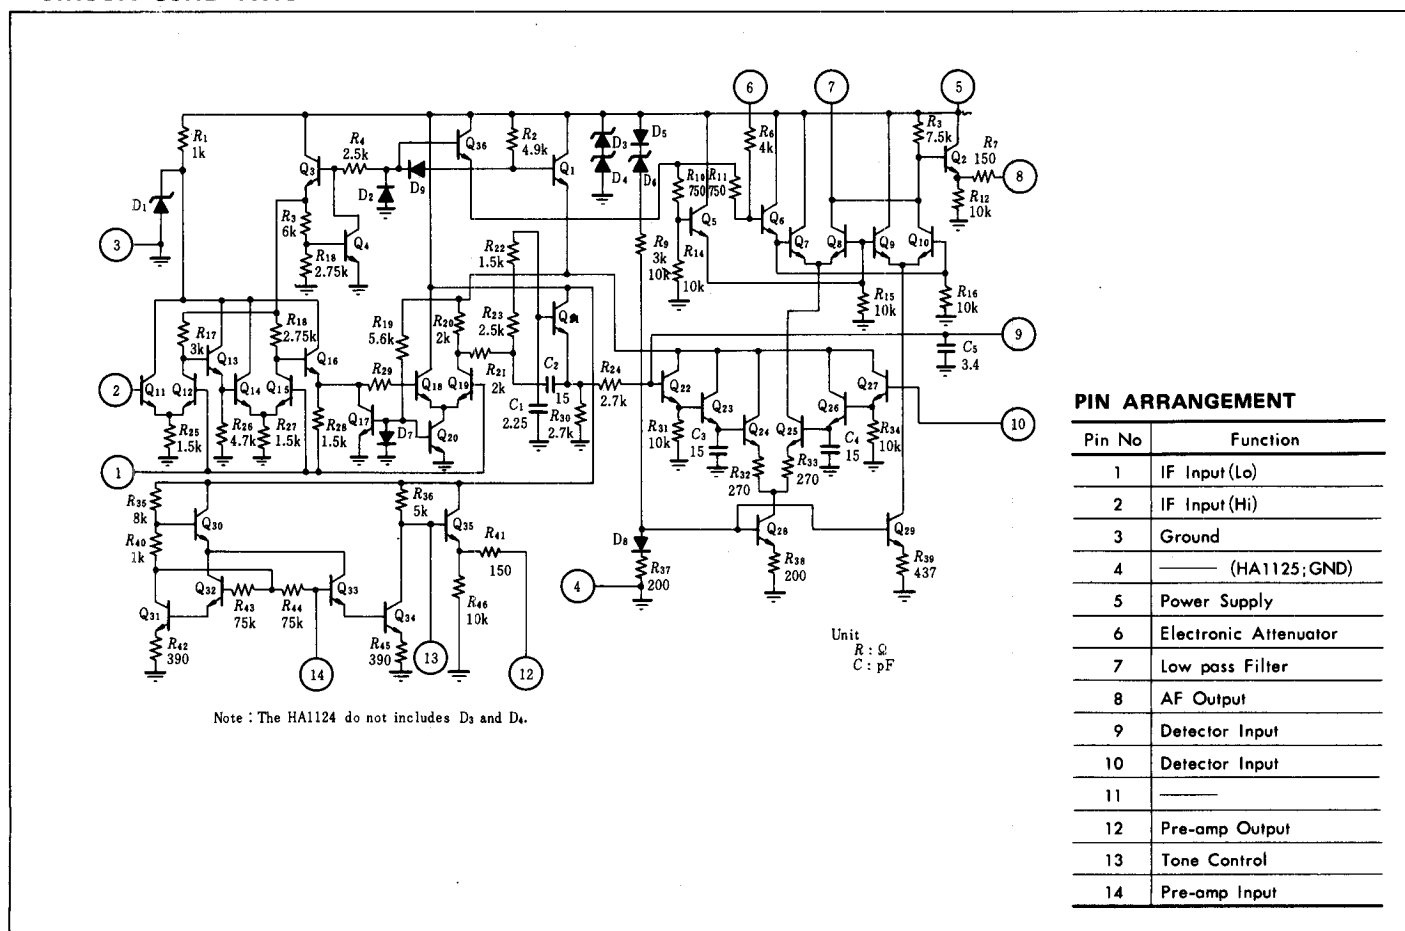 6
7
5
R1
1k
R4
2.5k
Q3
Q36
R2
4.9k
Q1
D9
D2
D1
D3
D4
D5
D6
R6
4k
R3
7.5k
Q2
R7
150
8
R12
10k
R10
750
R11
750
Q5
Q6
Q7
Q8
Q9
Q10
3
R3
6k
Q4
R18
2.75k
R22
1.5k
R9
3k
R14
10k
10k
R15
10k
R16
10k
R17
3k
R18
2.75k
Q13
Q16
R19
5.6k
R20
2k
R23
2.5k
9
C5
3.4
2
Q11
Q12
Q14
Q15
R29
Q18
Q19
R21
2k
C2
15
R24
2.7k
Q22
Q23
Q24
Q25
Q26
Q27
10
R25
1.5k
R26
4.7k
R27
1.5k
R28
1.5k
Q17
D7
Q20
C1
2.25
R30
2.7k
R31
10k
C3
15
R32
270
R33
270
C4
15
R34
10k
1
R35
8k
Q30
R40
1k
R36
5k
Q35
R41
150
D8
R37
200
Q28
R38
200
Q29
R39
437
Q31
Q32
R43
75k
R44
75k
Q33
Q34
R42
390
R45
390
R46
10k
4
14
13
12
Unit
R : Ω
C : pF
Note : The HA1124 do not includes D3 and D4.
PIN ARRANGEMENT
Pin No Function
1 IF Input (Lo)
2 IF Input (Hi)
3 Ground
4 —— (HA1125; GND)
5 Power Supply
6 Electronic Attenuator
7 Low pass Filter
8 AF Output
9 Detector Input
10 Detector Input
11 ——
12 Pre-amp Output
13 Tone Control
14 Pre-amp Input